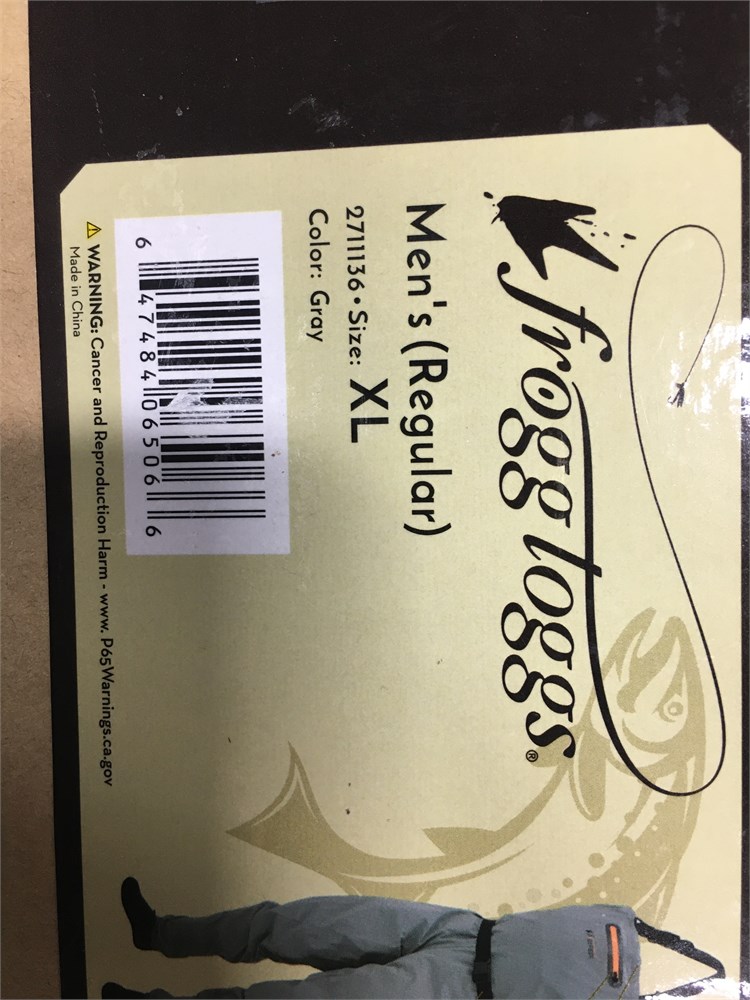 frogg toggs®
Men's (Regular)
2711136 • Size: XL
Color: Gray
6 47484 06506 6
⚠ WARNING: Cancer and Reproduction Harm - www. P65Warnings.ca.gov
Made in China